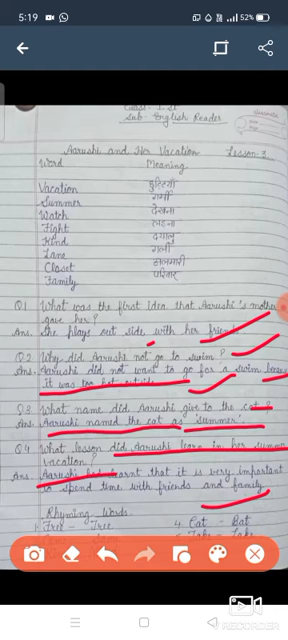 5:19
52%
Class- 1st
Sub- English Reader
Aarushi and Her Vacation Lesson-3
Word Meaning
Vacation छुट्टियाँ
Summer गर्मी
Watch देखना
Fight लड़ना
Kind दयालु
Lane गली
Closet अलमारी
Family परिवार
Q1 What was the first idea that Aarushi's mother
gave her?
Ans. She plays out side with her friends
Q2 Why did Aarushi not go to swim?
Ans- Aarushi did not want to go for a swim
it was too hot outside
Q3 What name did Aarushi give to the cat?
Ans- Aarushi named the cat as "summer".
Q4 What lesson did Aarushi learn in her summer
vacation?
Ans- Aarushi had learnt that it is very important
to spend time with friends and family
Rhyming Words
1. Free - Tree 4. Cat - Bat